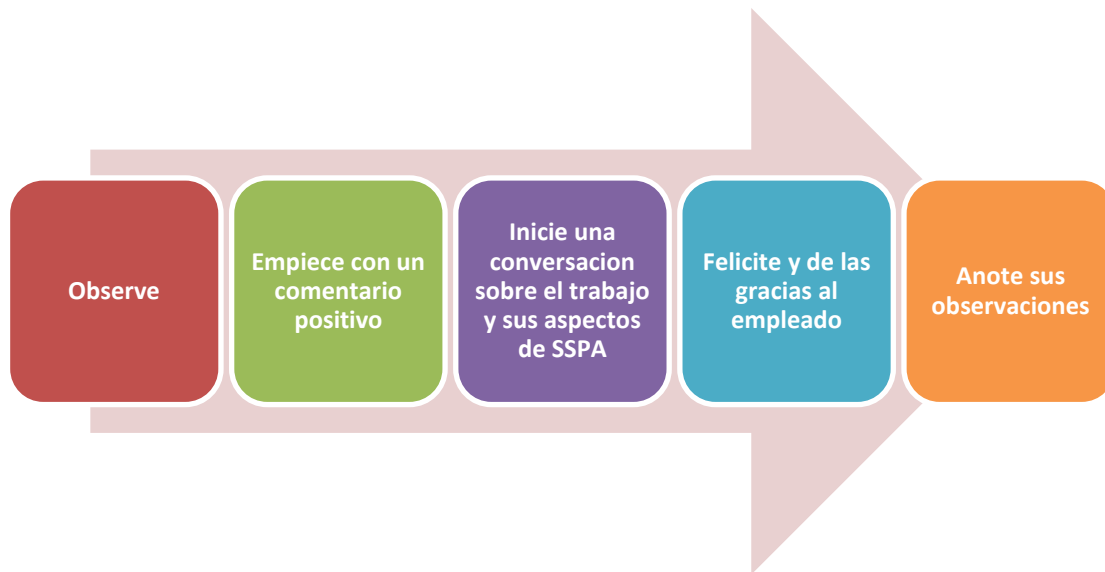 Observe
Empiece con un
comentario
positivo
Inicie una
conversacion
sobre el trabajo
y sus aspectos
de SSPA
Felicite y de las
gracias al
empleado
Anote sus
observaciones